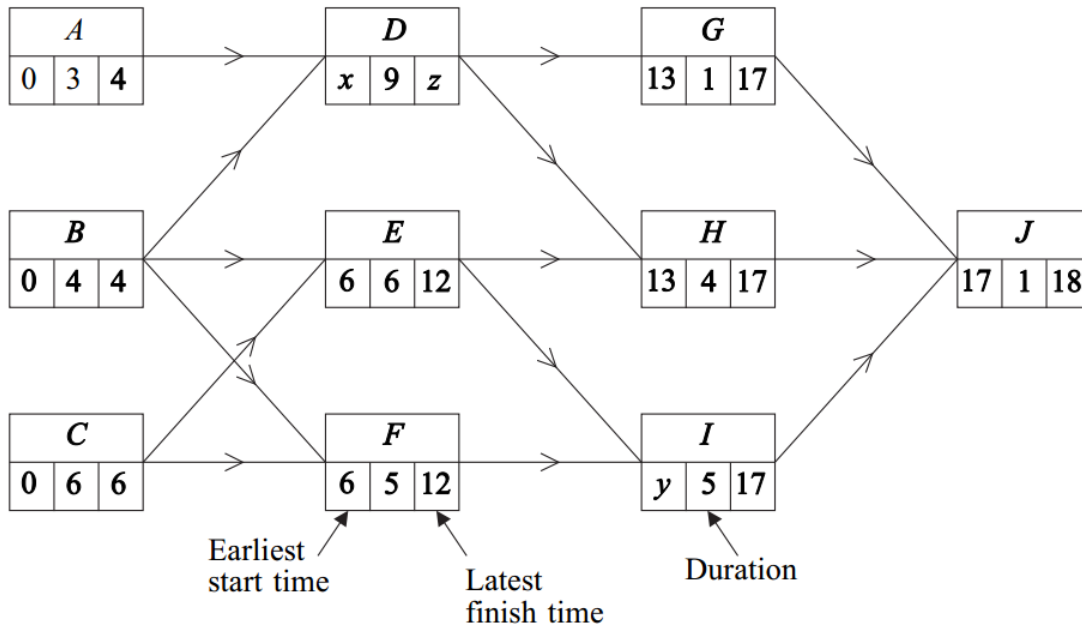 A D G
0 3 4 x 9 z 13 1 17
B E H J
0 4 4 6 6 12 13 4 17 17 1 18
C F I
0 6 6 6 5 12 y 5 17
Earliest
start time
Latest
finish time
Duration